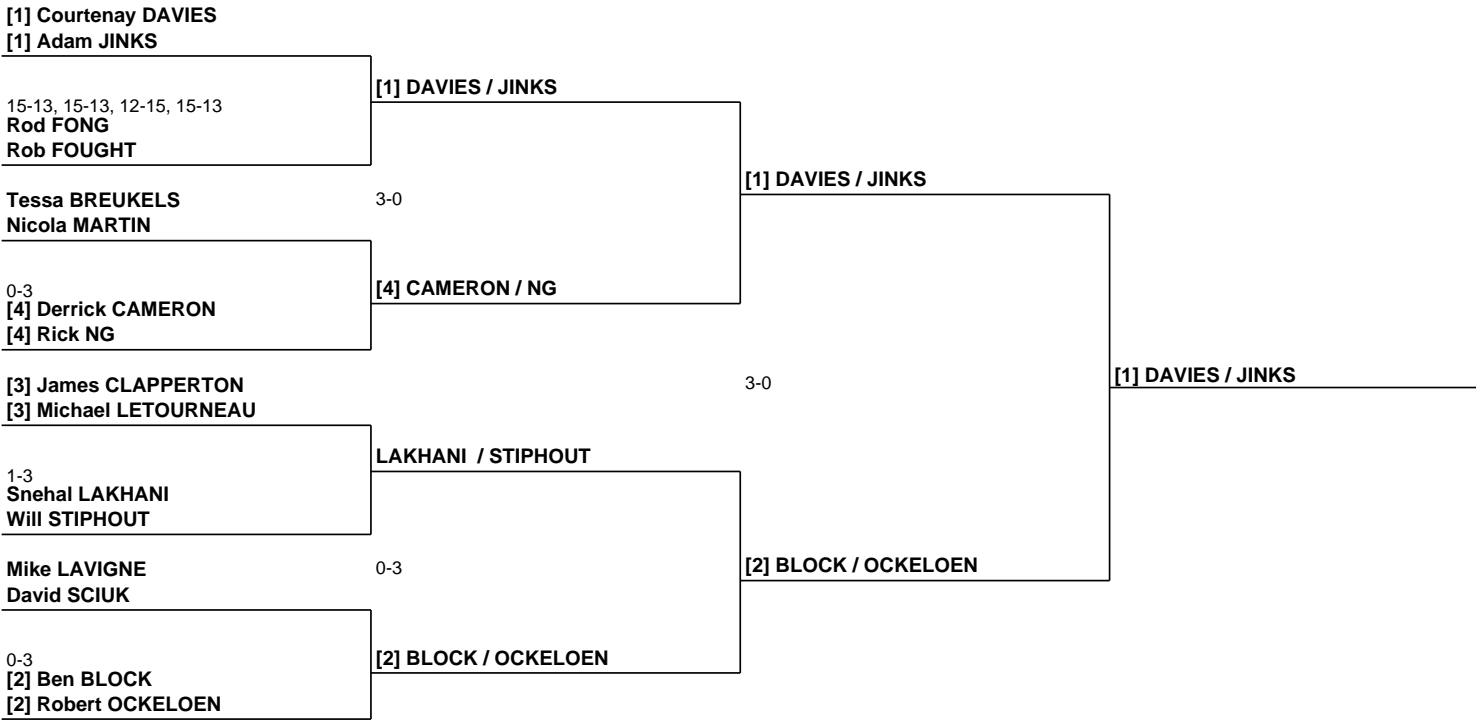 [1] Courtenay DAVIES
[1] Adam JINKS
[1] DAVIES / JINKS
15-13, 15-13, 12-15, 15-13
Rod FONG
Rob FOUGHT
[1] DAVIES / JINKS
Tessa BREUKELS
3-0
Nicola MARTIN
0-3
[4] CAMERON / NG
[4] Derrick CAMERON
[4] Rick NG
[3] James CLAPPERTON
3-0
[1] DAVIES / JINKS
[3] Michael LETOURNEAU
LAKHANI / STIPHOUT
1-3
Snehal LAKHANI
Will STIPHOUT
Mike LAVIGNE
0-3
[2] BLOCK / OCKELOEN
David SCIUK
0-3
[2] BLOCK / OCKELOEN
[2] Ben BLOCK
[2] Robert OCKELOEN